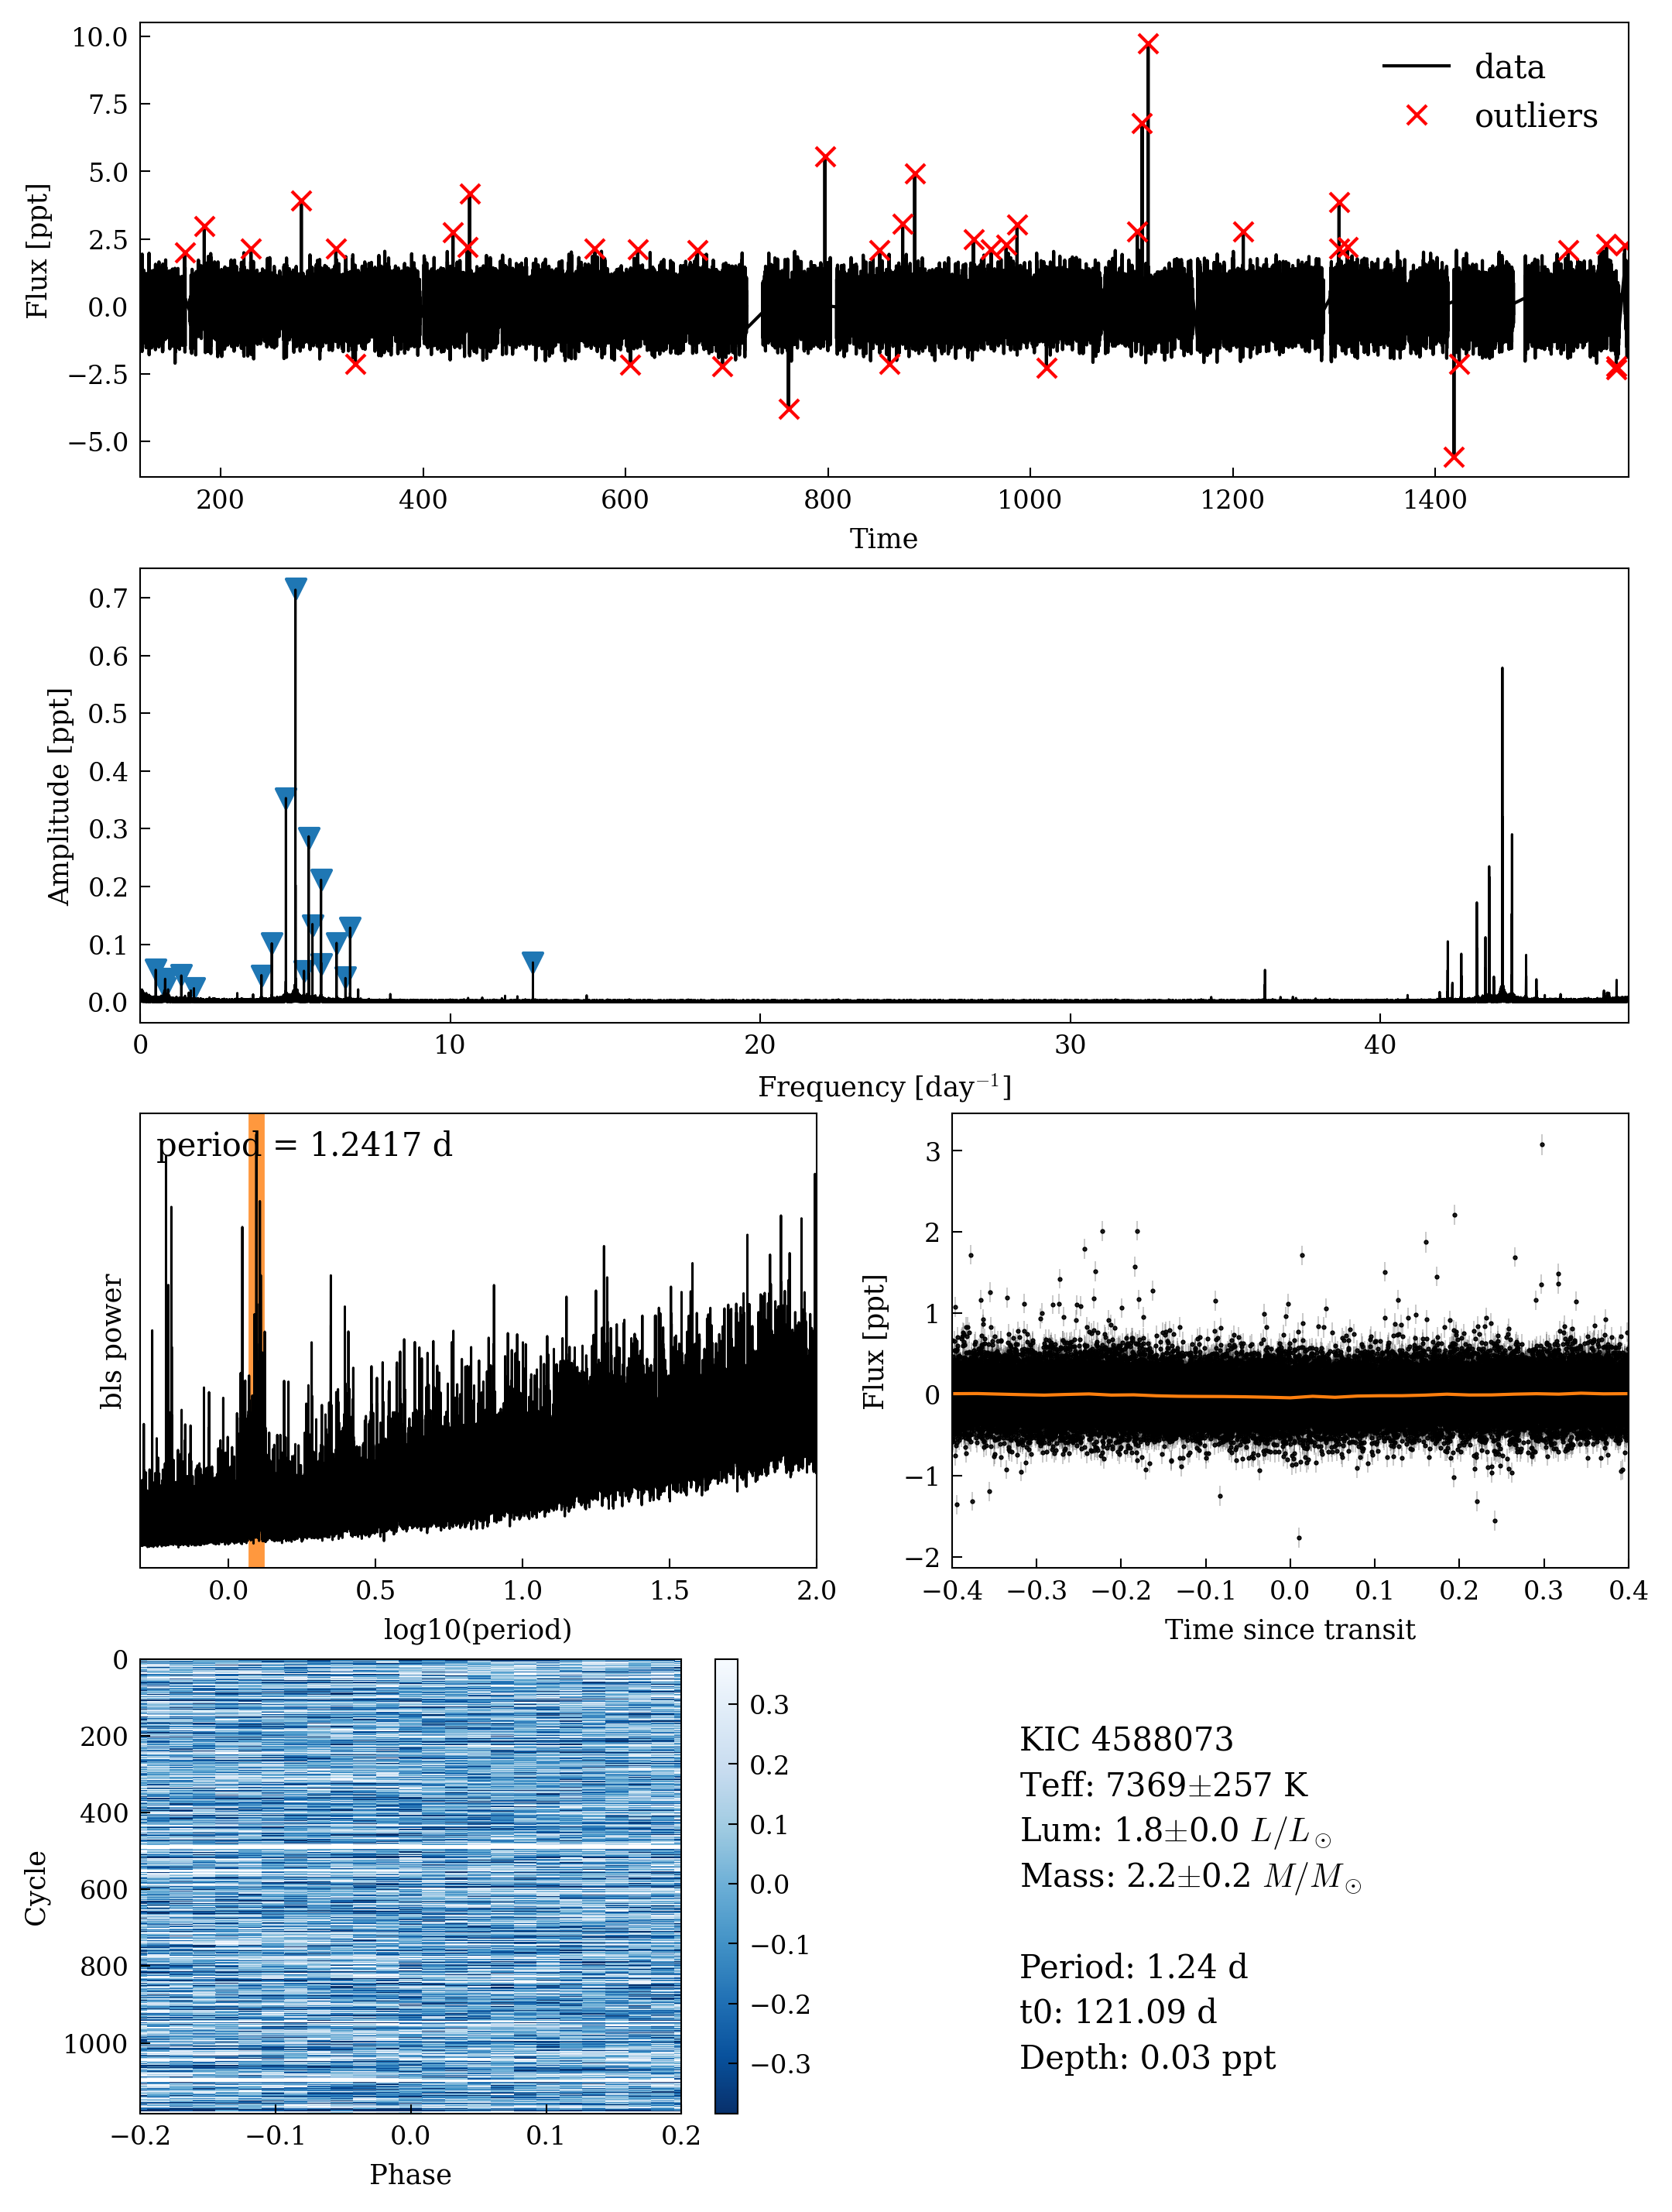 10.0
7.5
5.0
2.5
0.0
−2.5
−5.0
Flux [ppt]
data
outliers
200 400 600 800 1000 1200 1400
Time
0.7
0.6
0.5
0.4
0.3
0.2
0.1
0.0
Amplitude [ppt]
0 10 20 30 40
Frequency [day⁻¹]
period = 1.2417 d
bls power
0.0 0.5 1.0 1.5 2.0
log10(period)
3
2
1
0
−1
−2
Flux [ppt]
−0.4 −0.3 −0.2 −0.1 0.0 0.1 0.2 0.3 0.4
Time since transit
0
200
400
600
800
1000
Cycle
−0.2 −0.1 0.0 0.1 0.2
Phase
0.3
0.2
0.1
0.0
−0.1
−0.2
−0.3
KIC 4588073
Teff: 7369±257 K
Lum: 1.8±0.0 L/L⊙
Mass: 2.2±0.2 M/M⊙
Period: 1.24 d
t0: 121.09 d
Depth: 0.03 ppt